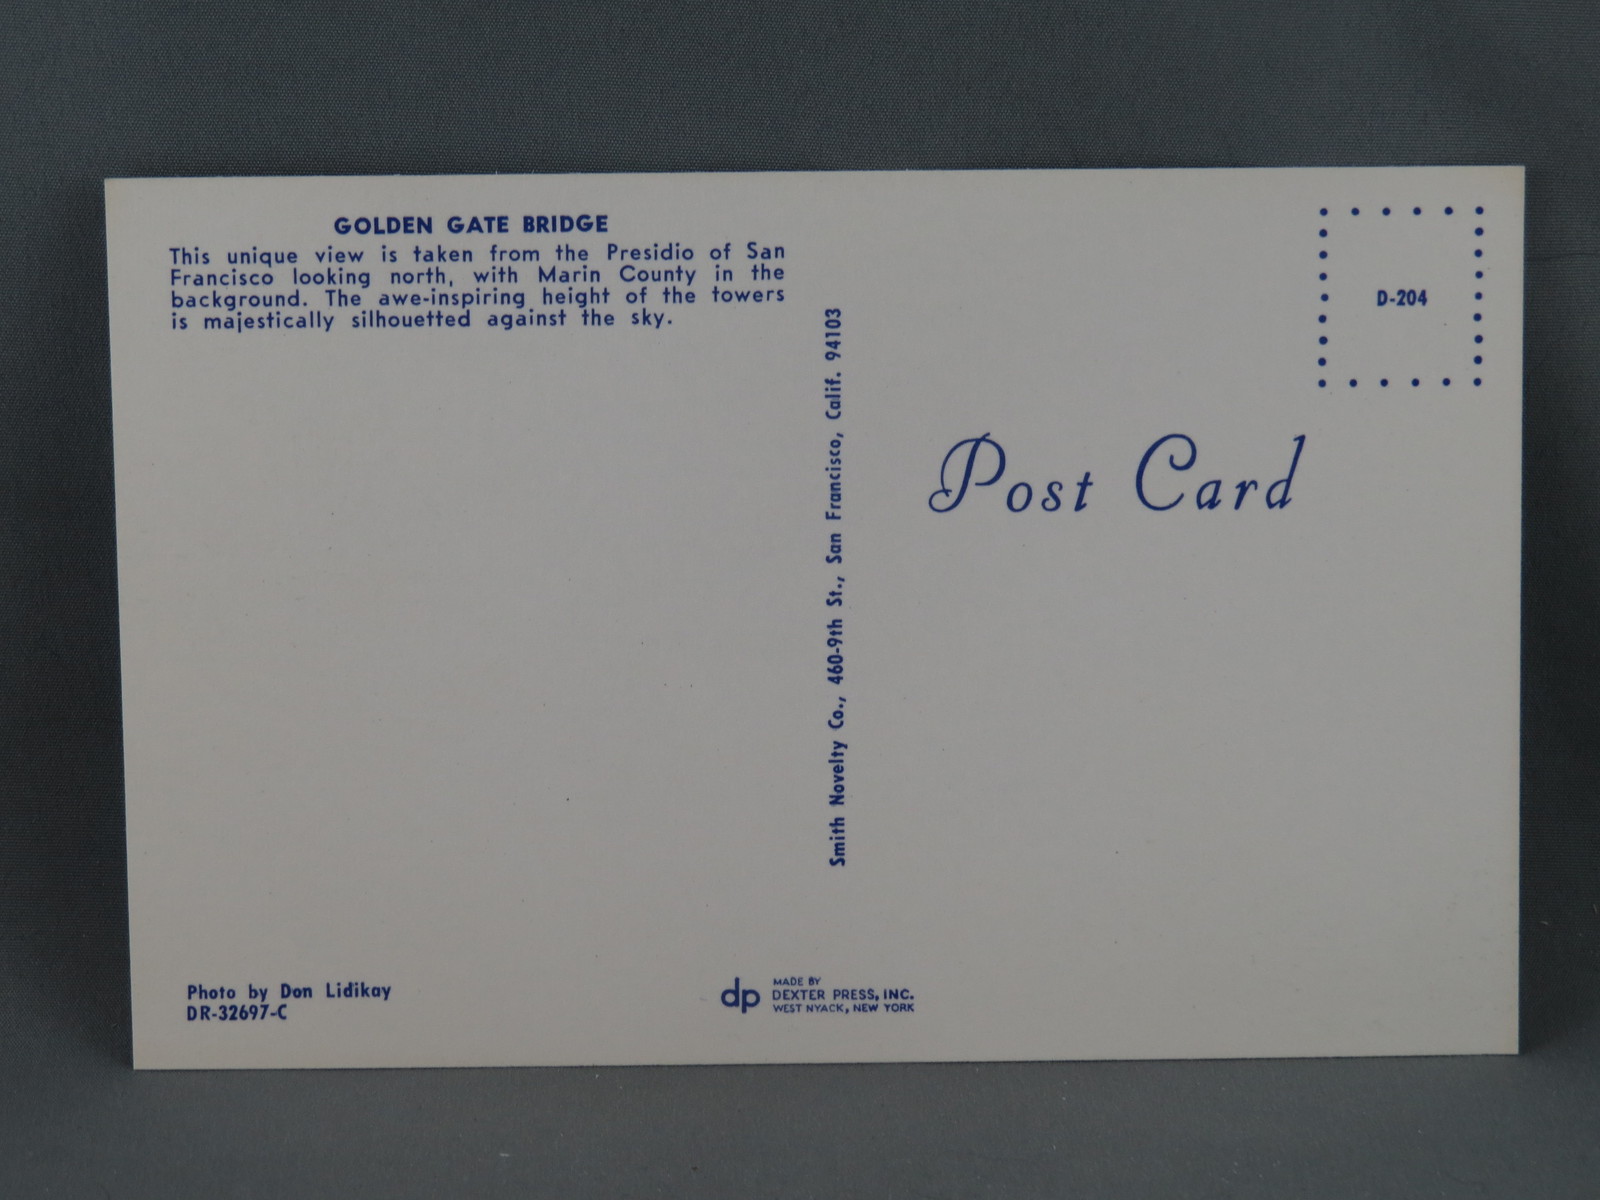 GOLDEN GATE BRIDGE
This unique view is taken from the Presidio of San
Francisco looking north, with Marin County in the
background. The awe-inspiring height of the towers
is majestically silhouetted against the sky.
Photo by Don Lidikay
DR-32697-C
Smith Novelty Co., 460-9th St., San Francisco, Calif. 94103
dp
MADE BY
DEXTER PRESS, INC.
WEST NYACK, NEW YORK
D-204
Post Card